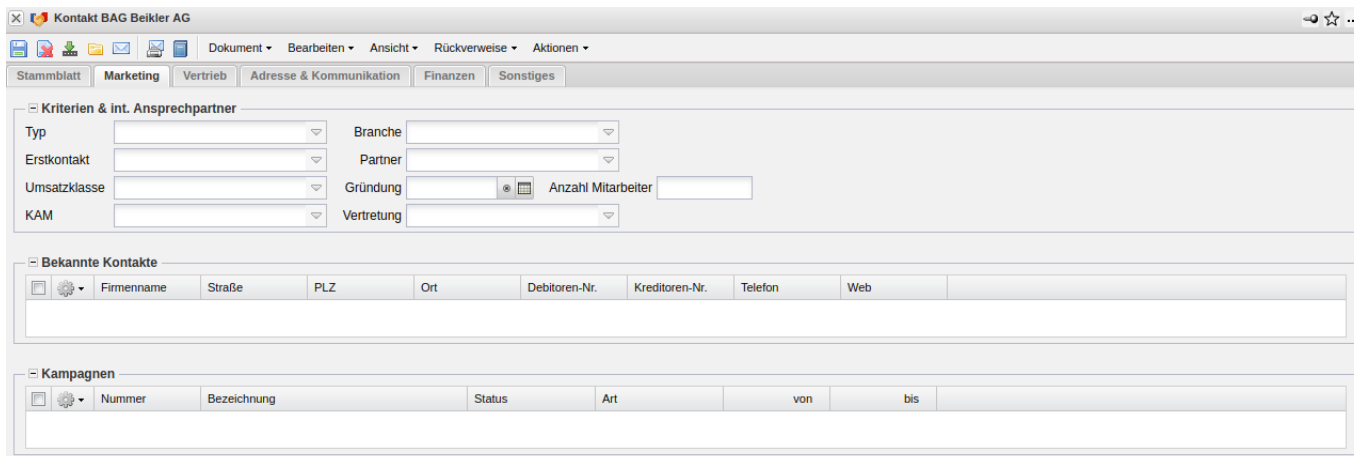 Kontakt BAG Beikler AG
Dokument Bearbeiten Ansicht Rückverweise Aktionen
Stammblatt Marketing Vertrieb Adresse & Kommunikation Finanzen Sonstiges
Kriterien & int. Ansprechpartner
Typ Branche
Erstkontakt Partner
Umsatzklasse Gründung Anzahl Mitarbeiter
KAM Vertretung
Bekannte Kontakte
Firmenname Straße PLZ Ort Debitoren-Nr. Kreditoren-Nr. Telefon Web
Kampagnen
Nummer Bezeichnung Status Art von bis